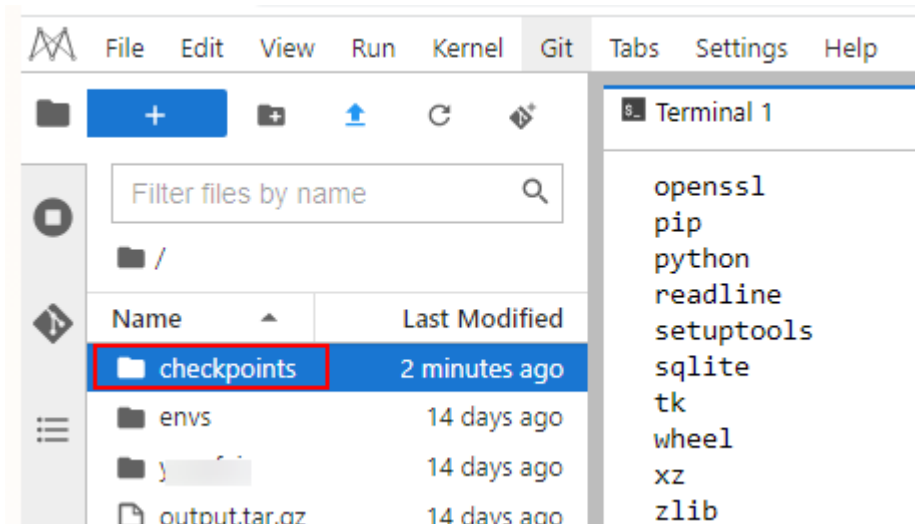 File Edit View Run Kernel Git Tabs Settings Help
Terminal 1
Filter files by name
/
Name Last Modified
checkpoints 2 minutes ago
envs 14 days ago
14 days ago
output.tar.gz 14 days ago
openssl
pip
python
readline
setuptools
sqlite
tk
wheel
xz
zlib